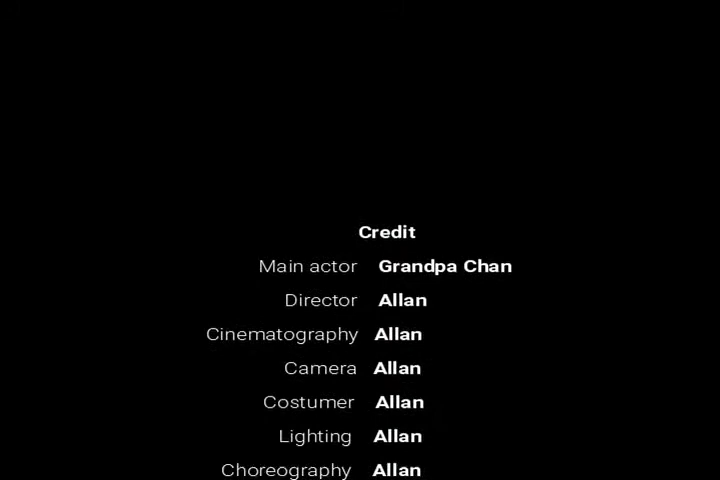 Credit
Main actor Grandpa Chan
Director Allan
Cinematography Allan
Camera Allan
Costumer Allan
Lighting Allan
Choreography Allan